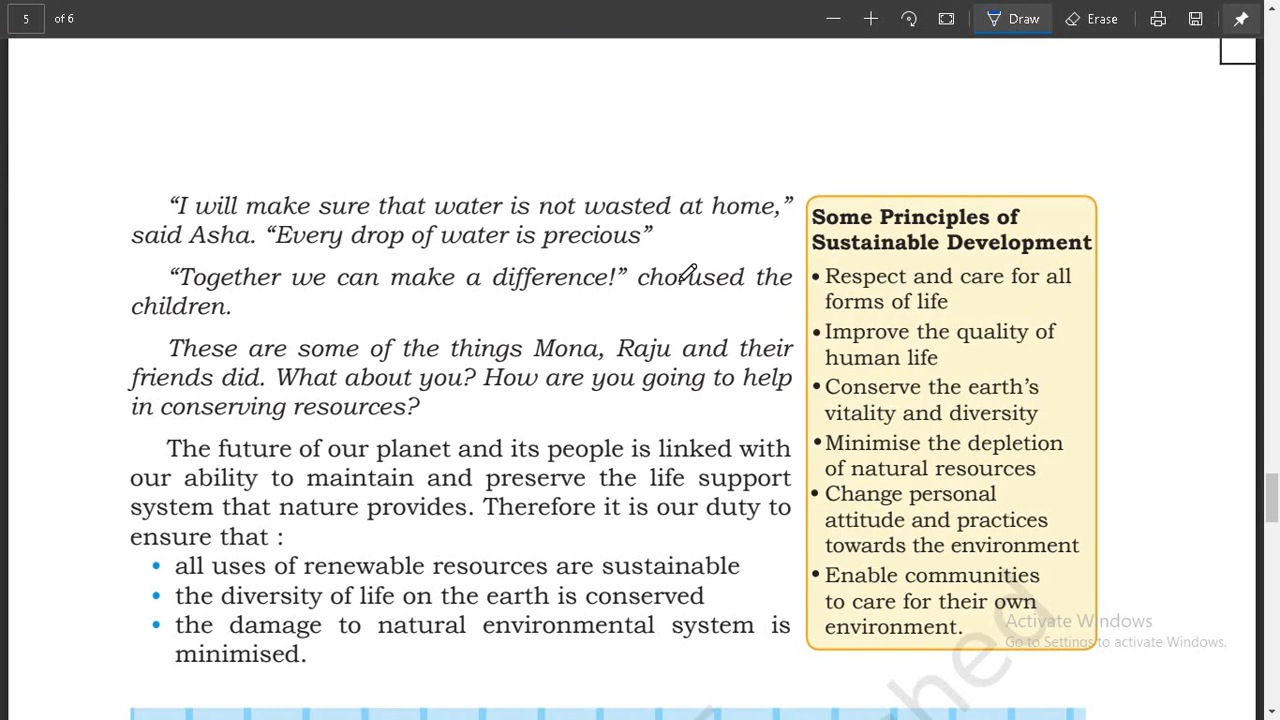 5 of 6 Draw Erase
“I will make sure that water is not wasted at home,”
said Asha. “Every drop of water is precious”
“Together we can make a difference!” chorused the
children.
These are some of the things Mona, Raju and their
friends did. What about you? How are you going to help
in conserving resources?
The future of our planet and its people is linked with
our ability to maintain and preserve the life support
system that nature provides. Therefore it is our duty to
ensure that :
• all uses of renewable resources are sustainable
• the diversity of life on the earth is conserved
• the damage to natural environmental system is
minimised.
Some Principles of
Sustainable Development
• Respect and care for all
forms of life
• Improve the quality of
human life
• Conserve the earth’s
vitality and diversity
• Minimise the depletion
of natural resources
• Change personal
attitude and practices
towards the environment
• Enable communities
to care for their own
environment.
Activate Windows
Go to Settings to activate Windows.